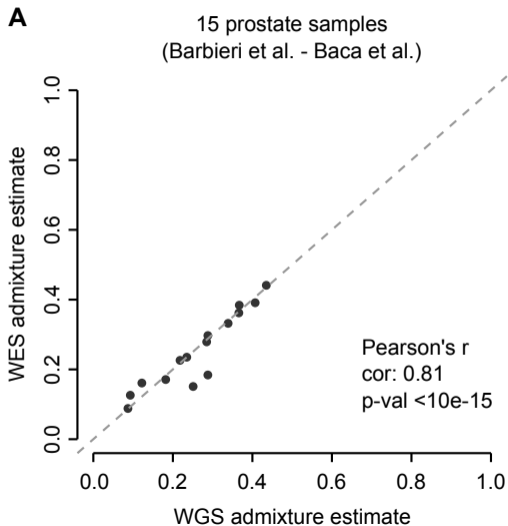 A
15 prostate samples
(Barbieri et al. - Baca et al.)
WES admixture estimate
1.0
0.8
0.6
0.4
0.2
0.0
Pearson's r
cor: 0.81
p-val <10e-15
0.0 0.2 0.4 0.6 0.8 1.0
WGS admixture estimate